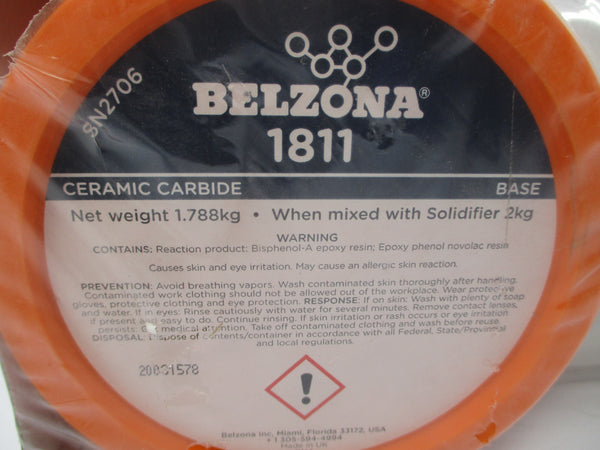 SN2706
BELZONA®
1811
CERAMIC CARBIDE BASE
Net weight 1.788kg • When mixed with Solidifier 2kg
WARNING
CONTAINS: Reaction product: Bisphenol-A epoxy resin; Epoxy phenol novolac resin
Causes skin and eye irritation. May cause an allergic skin reaction.
PREVENTION: Avoid breathing vapors. Wash contaminated skin thoroughly after handling.
Contaminated work clothing should not be allowed out of the workplace. Wear protective
gloves, protective clothing and eye protection. RESPONSE: If on skin: Wash with plenty of soap
and water. If in eyes: Rinse cautiously with water for several minutes. Remove contact lenses,
if present and easy to do. Continue rinsing. If skin irritation or rash occurs or eye irritation
persists: Get medical attention. Take off contaminated clothing and wash before reuse.
DISPOSAL: Dispose of contents/container in accordance with all Federal, State/Provincial
and local regulations.
!
Belzona Inc. Miami, Florida 33172, USA
+ 1 305-594-4994
Made in UK